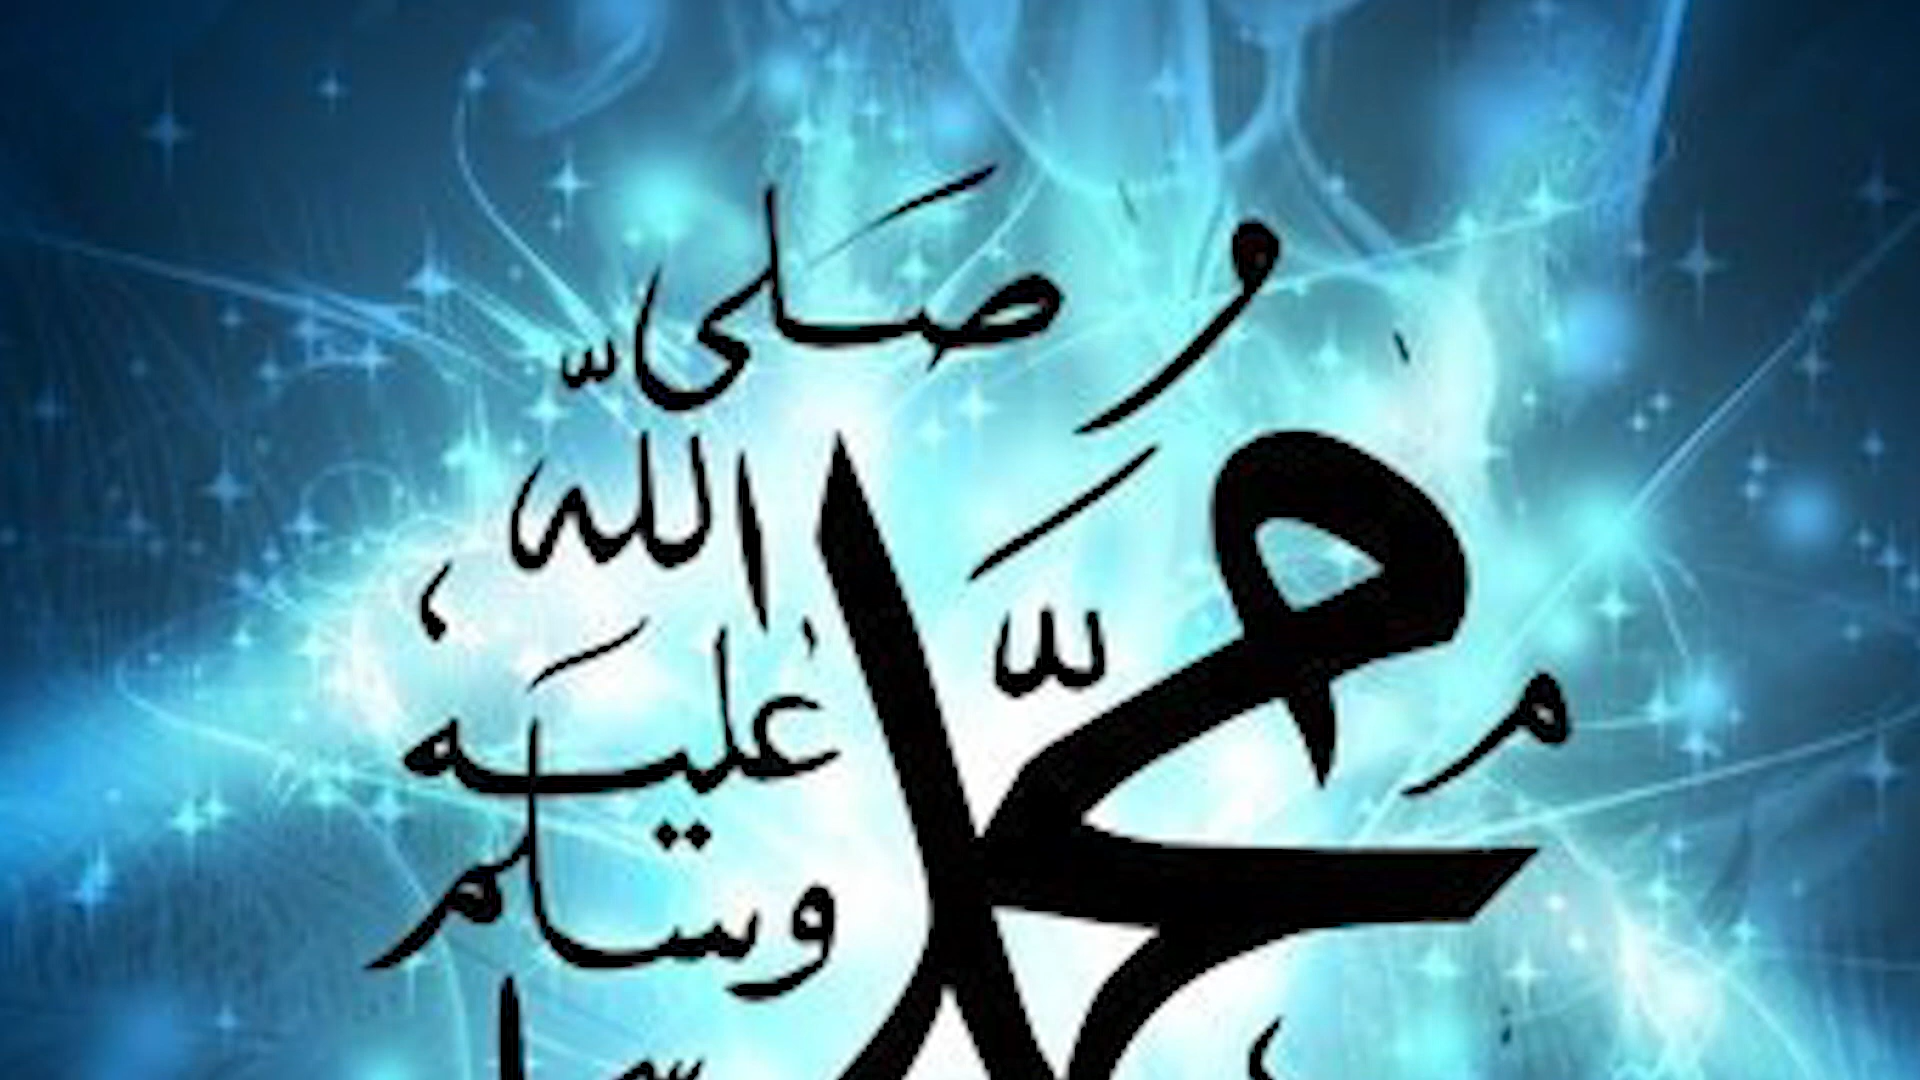 محمد
صلى
الله
عليه
وسلم